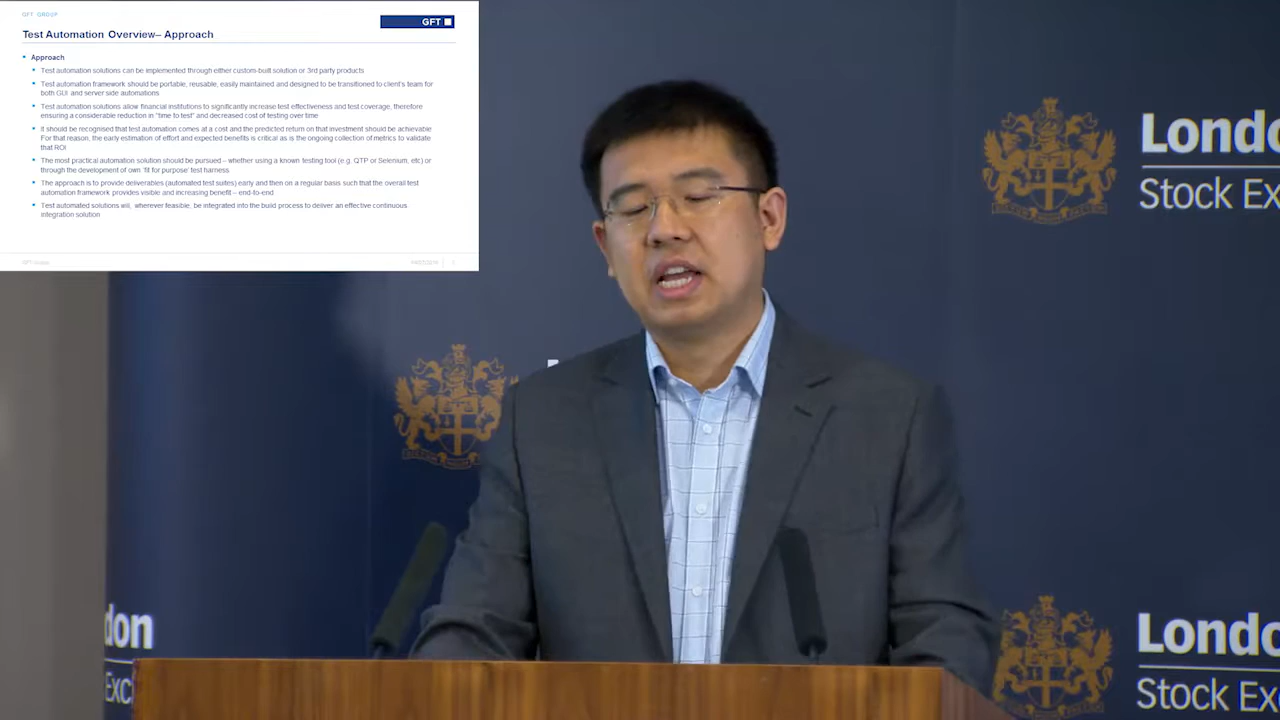 GFT GROUP
GFT
Test Automation Overview– Approach
Approach
Test automation solutions can be implemented through either custom-built solution or 3rd party products
Test automation framework should be portable, reusable, easily maintained and designed to be transitioned to client's team for
both GUI and server side automations
Test automation solutions allow financial institutions to significantly increase test effectiveness and test coverage, therefore
ensuring a considerable reduction in "time to test" and decreased cost of testing over time
It should be recognised that test automation comes at a cost and the predicted return on that investment should be achievable
For that reason, the early estimation of effort and expected benefits is critical as is the ongoing collection of metrics to validate
that ROI
The most practical automation solution should be pursued – whether using a known testing tool (e.g. QTP or Selenium, etc) or
through the development of own 'fit for purpose' test harness
The approach is to provide deliverables (automated test suites) early and then on a regular basis such that the overall test
automation framework provides visible and increasing benefit – end-to-end
Test automated solutions will, wherever feasible, be integrated into the build process to deliver an effective continuous
integration solution
GFT Group
Londo
Stock Ex
don
Exc
Londo
Stock Exc